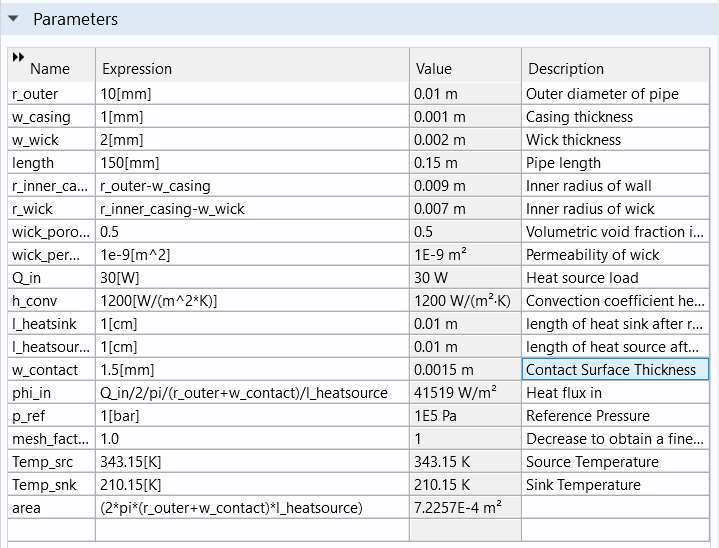 Parameters
Name Expression Value Description
r_outer 10[mm] 0.01 m Outer diameter of pipe
w_casing 1[mm] 0.001 m Casing thickness
w_wick 2[mm] 0.002 m Wick thickness
length 150[mm] 0.15 m Pipe length
r_inner_ca... r_outer-w_casing 0.009 m Inner radius of wall
r_wick r_inner_casing-w_wick 0.007 m Inner radius of wick
wick_poro... 0.5 0.5 Volumetric void fraction i...
wick_per... 1e-9[m^2] 1E-9 m² Permeability of wick
Q_in 30[W] 30 W Heat source load
h_conv 1200[W/(m^2*K)] 1200 W/(m²·K) Convection coefficient he...
l_heatsink 1[cm] 0.01 m length of heat sink after r...
l_heatsour... 1[cm] 0.01 m length of heat source aft...
w_contact 1.5[mm] 0.0015 m Contact Surface Thickness
phi_in Q_in/2/pi/(r_outer+w_contact)/l_heatsource 41519 W/m² Heat flux in
p_ref 1[bar] 1E5 Pa Reference Pressure
mesh_fact... 1.0 1 Decrease to obtain a fine...
Temp_src 343.15[K] 343.15 K Source Temperature
Temp_snk 210.15[K] 210.15 K Sink Temperature
area (2*pi*(r_outer+w_contact)*l_heatsource) 7.2257E-4 m²